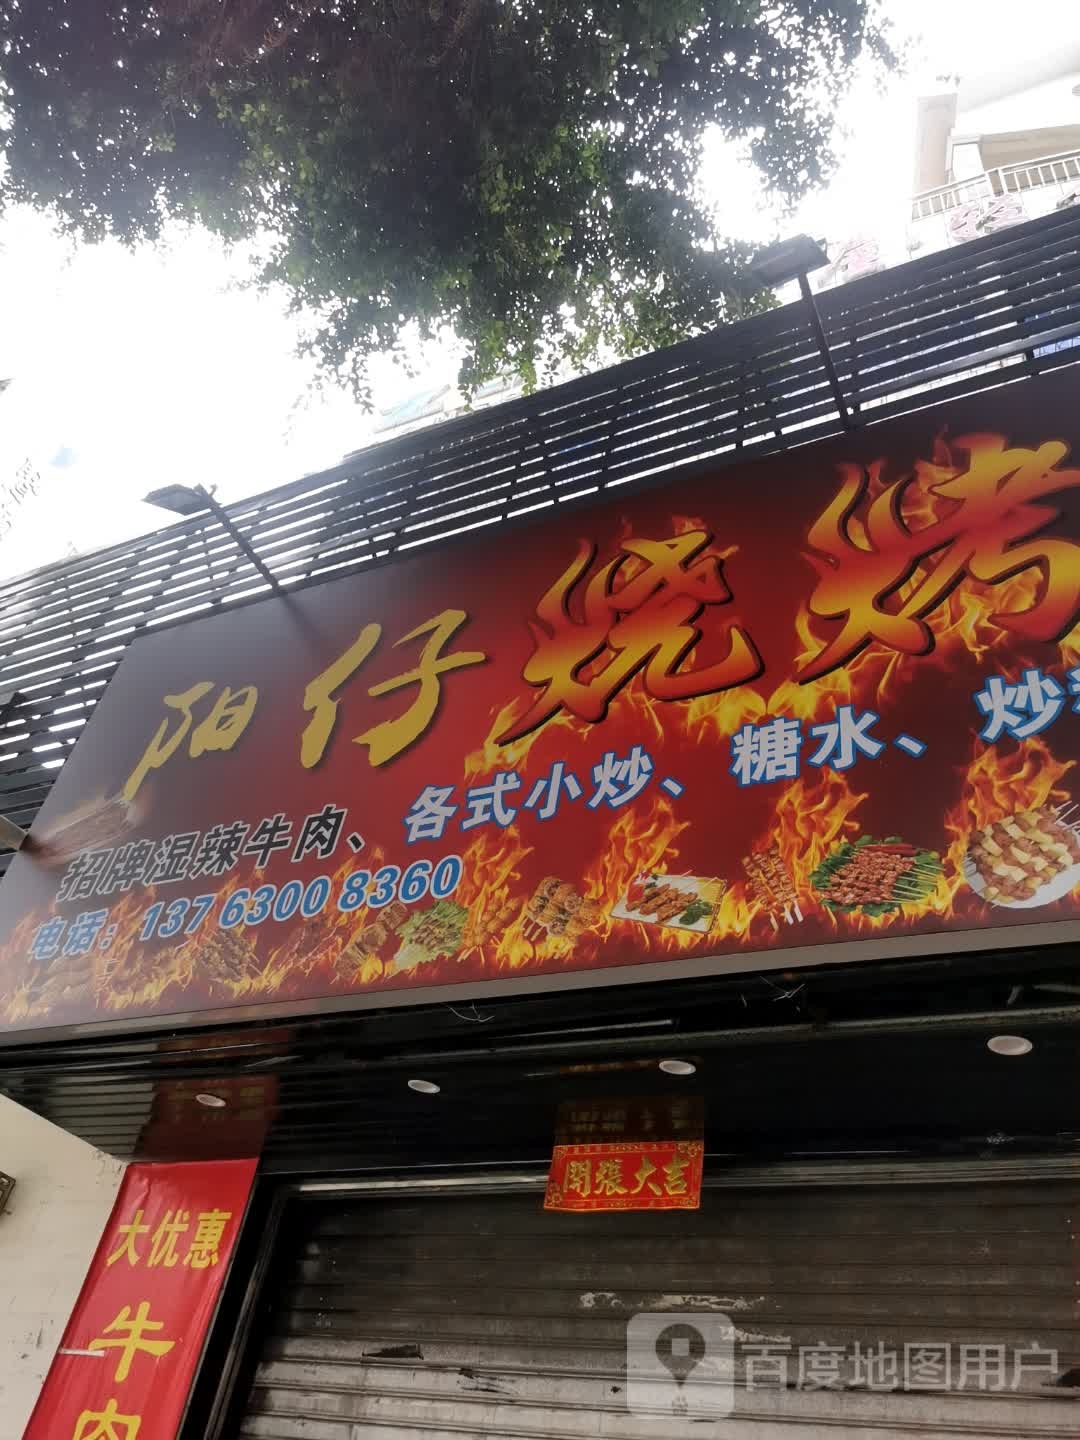 阳仔烧烤
招牌湿辣牛肉、各式小炒、糖水、炒
电话：137 6300 8360
開張大吉
大优惠
牛肉
百度地图用户